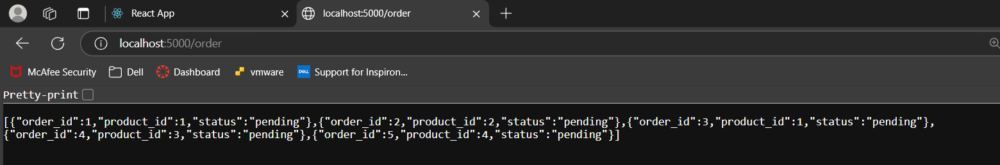 React App
localhost:5000/order
localhost:5000/order
McAfee Security
Dell
Dashboard
vmware
DELL
Support for Inspiron...
Pretty-print
[{"order_id":1,"product_id":1,"status":"pending"},{"order_id":2,"product_id":2,"status":"pending"},{"order_id":3,"product_id":1,"status":"pending"},
{"order_id":4,"product_id":3,"status":"pending"},{"order_id":5,"product_id":4,"status":"pending"}]